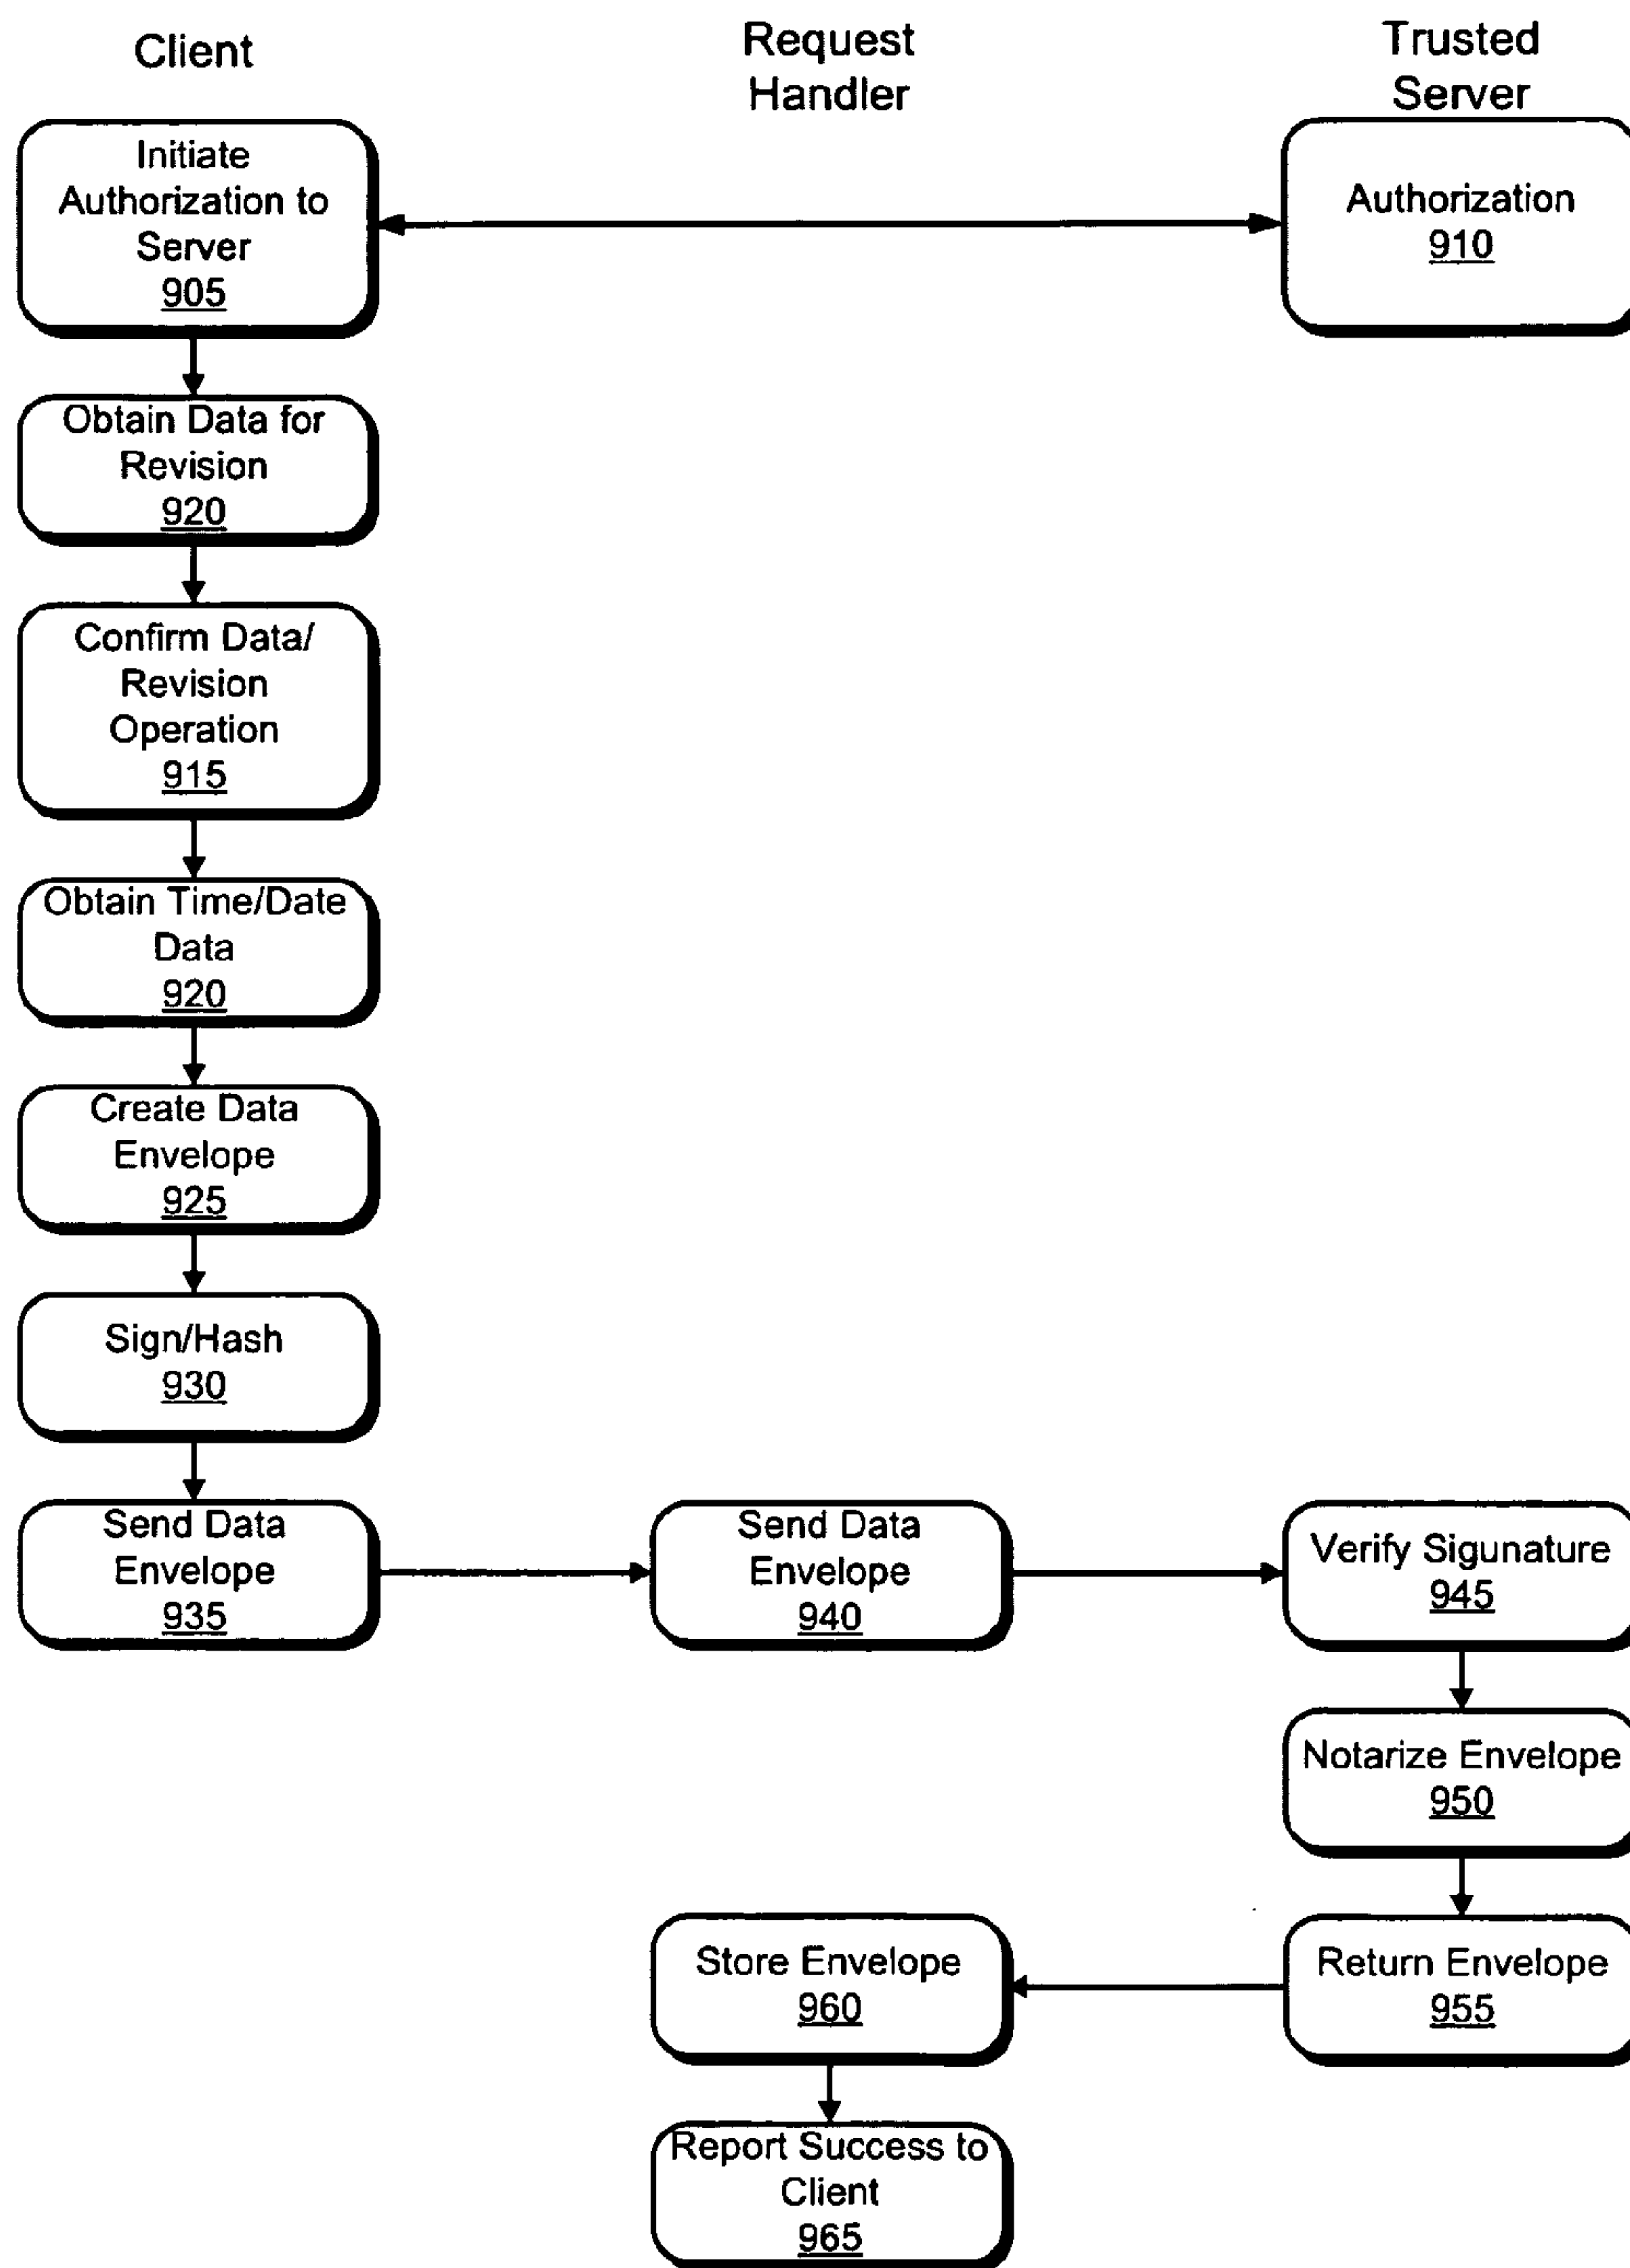 Client
Request
Handler
Trusted
Server
Initiate
Authorization to
Server
905
Authorization
910
Obtain Data for
Revision
920
Confirm Data/
Revision
Operation
915
Obtain Time/Date
Data
920
Create Data
Envelope
925
Sign/Hash
930
Send Data
Envelope
935
Send Data
Envelope
940
Verify Sigunature
945
Notarize Envelope
950
Return Envelope
955
Store Envelope
960
Report Success to
Client
965